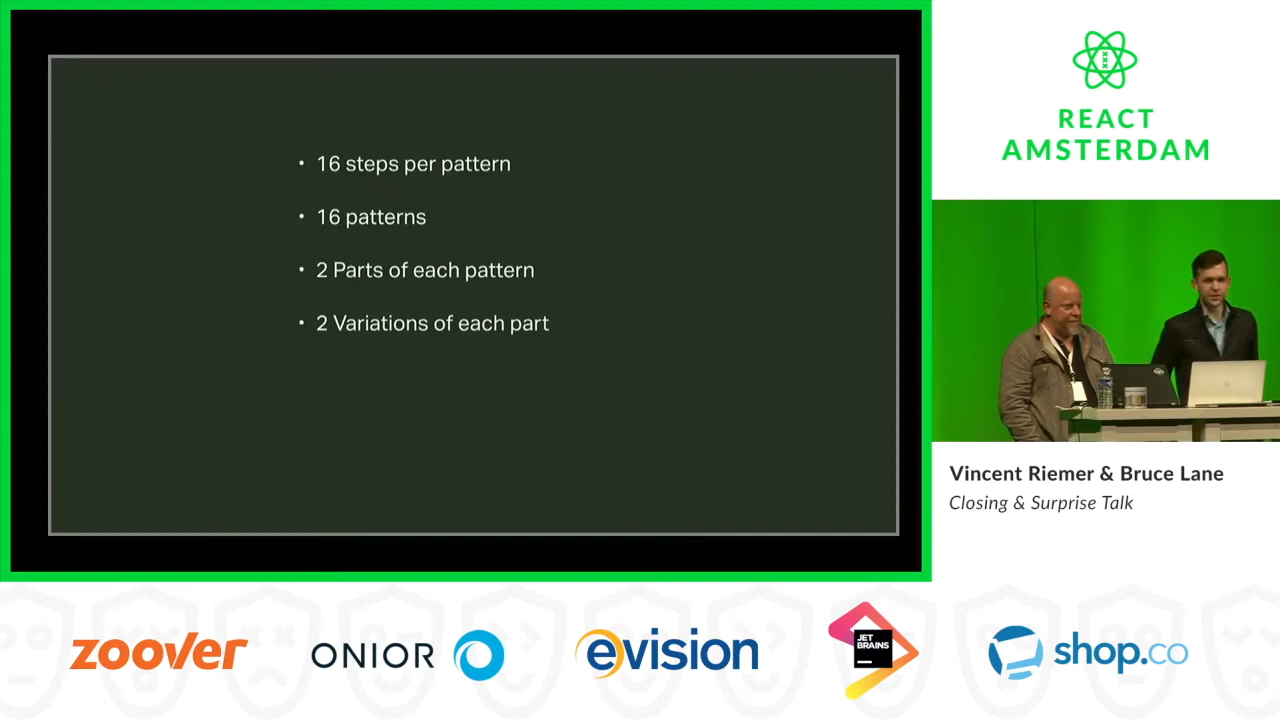 • 16 steps per pattern
• 16 patterns
• 2 Parts of each pattern
• 2 Variations of each part
REACT
AMSTERDAM
Vincent Riemer & Bruce Lane
Closing & Surprise Talk
zoover
ONIOR
evision
JET
BRAINS
shop.co